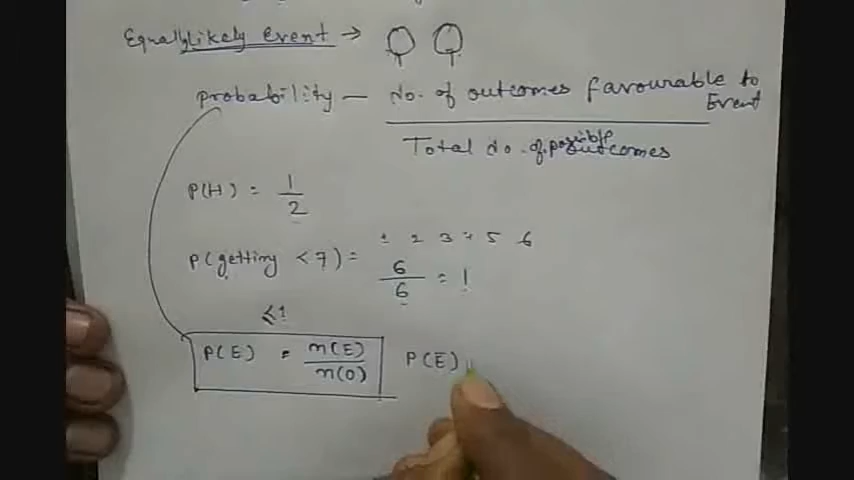 Equally Likely Event →
probability — No. of outcomes favourable to Event
Total No. of possible outcomes
P(H) = 1/2
1 2 3 4 5 6
P(getting < 7) = 6/6 = 1
≤1
P(E) = n(E)/n(O) P(E)